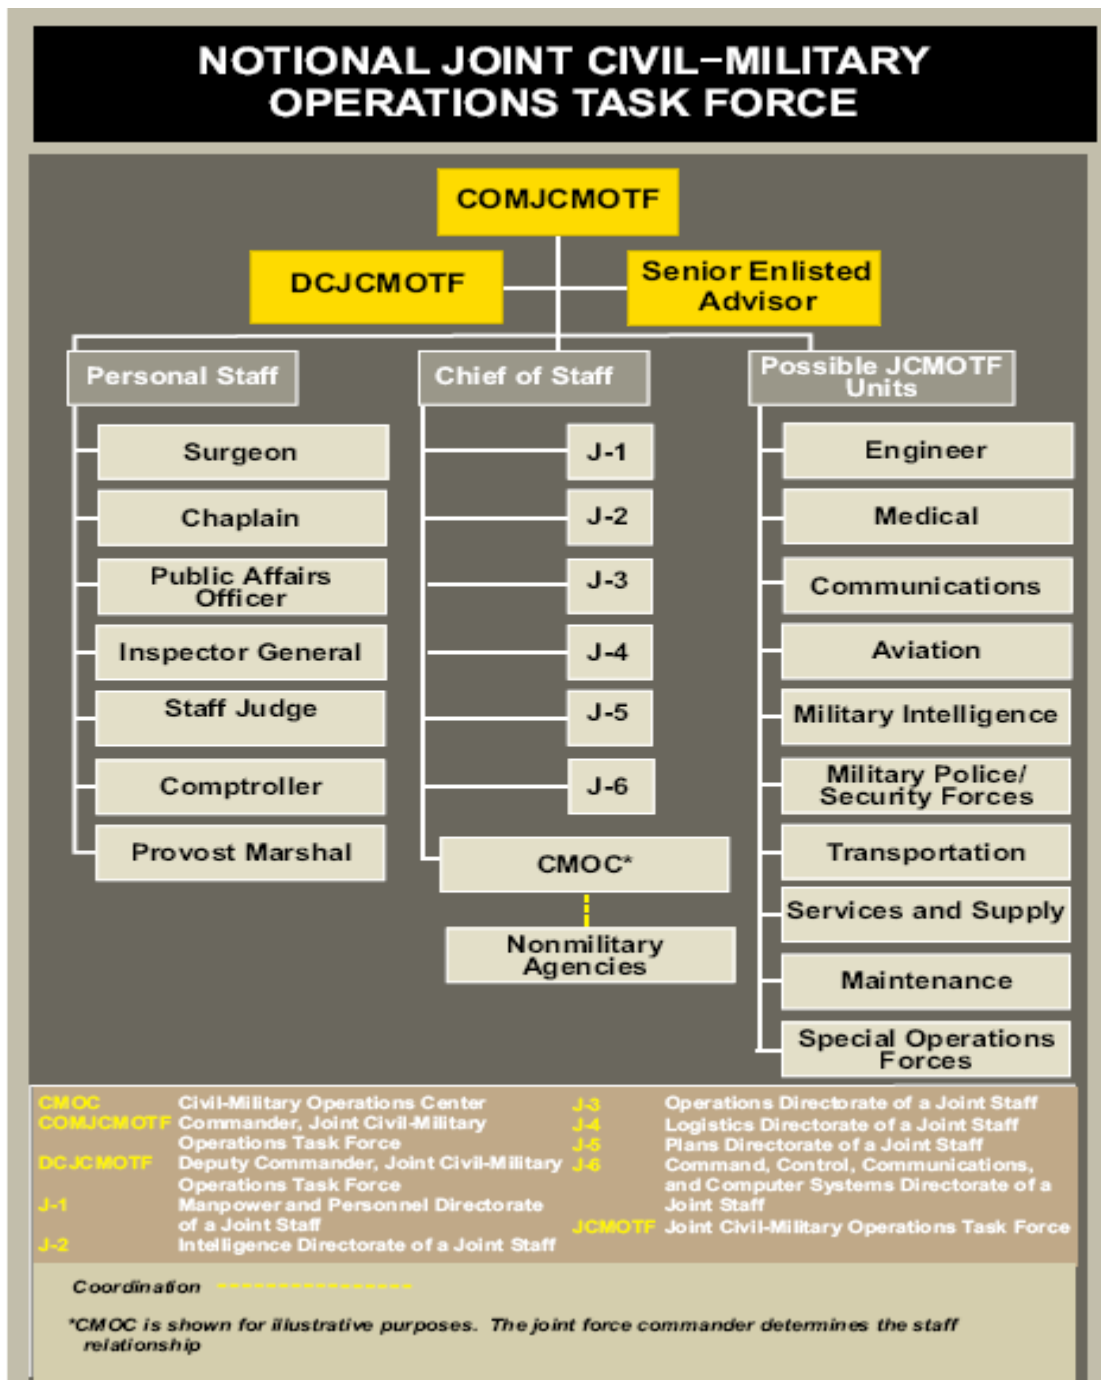 NOTIONAL JOINT CIVIL-MILITARY
OPERATIONS TASK FORCE
COMJCMOTF
DCJCMOTF
Senior Enlisted
Advisor
Personal Staff
Surgeon
Chaplain
Public Affairs
Officer
Inspector General
Staff Judge
Comptroller
Provost Marshal
Chief of Staff
J-1
J-2
J-3
J-4
J-5
J-6
CMOC*
Nonmilitary
Agencies
Possible JCMOTF
Units
Engineer
Medical
Communications
Aviation
Military Intelligence
Military Police/
Security Forces
Transportation
Services and Supply
Maintenance
Special Operations
Forces
CMOC Civil-Military Operations Center
COMJCMOTF Commander, Joint Civil-Military
Operations Task Force
DCJCMOTF Deputy Commander, Joint Civil-Military
Operations Task Force
J-1 Manpower and Personnel Directorate
of a Joint Staff
J-2 Intelligence Directorate of a Joint Staff
J-3 Operations Directorate of a Joint Staff
J-4 Logistics Directorate of a Joint Staff
J-5 Plans Directorate of a Joint Staff
J-6 Command, Control, Communications,
and Computer Systems Directorate of a
Joint Staff
JCMOTF Joint Civil-Military Operations Task Force
Coordination
*CMOC is shown for illustrative purposes. The joint force commander determines the staff
relationship